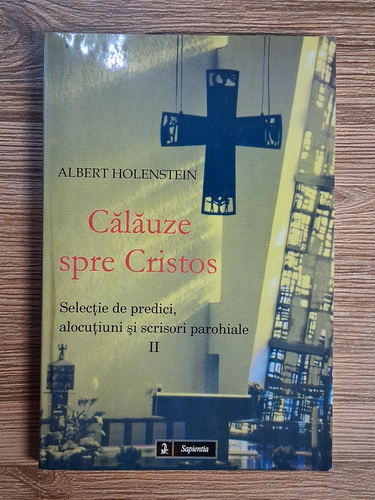 ALBERT HOLENSTEIN
Călăuze
spre Cristos
Selecție de predici,
alocuțiuni și scrisori parohiale
II
Sapientia